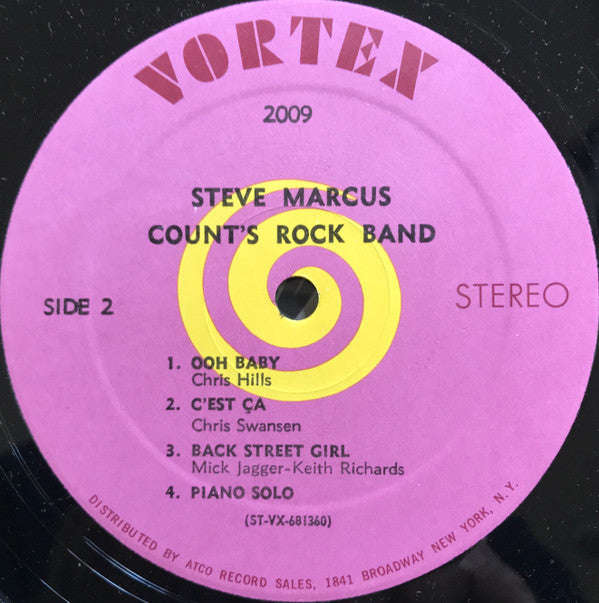 VORTEX
2009
STEVE MARCUS
COUNT'S ROCK BAND
SIDE 2
STEREO
1. OOH BABY
Chris Hills
2. C'EST ÇA
Chris Swansen
3. BACK STREET GIRL
Mick Jagger-Keith Richards
4. PIANO SOLO
(ST-VX-681360)
DISTRIBUTED BY ATCO RECORD SALES, 1841 BROADWAY NEW YORK, N. Y.